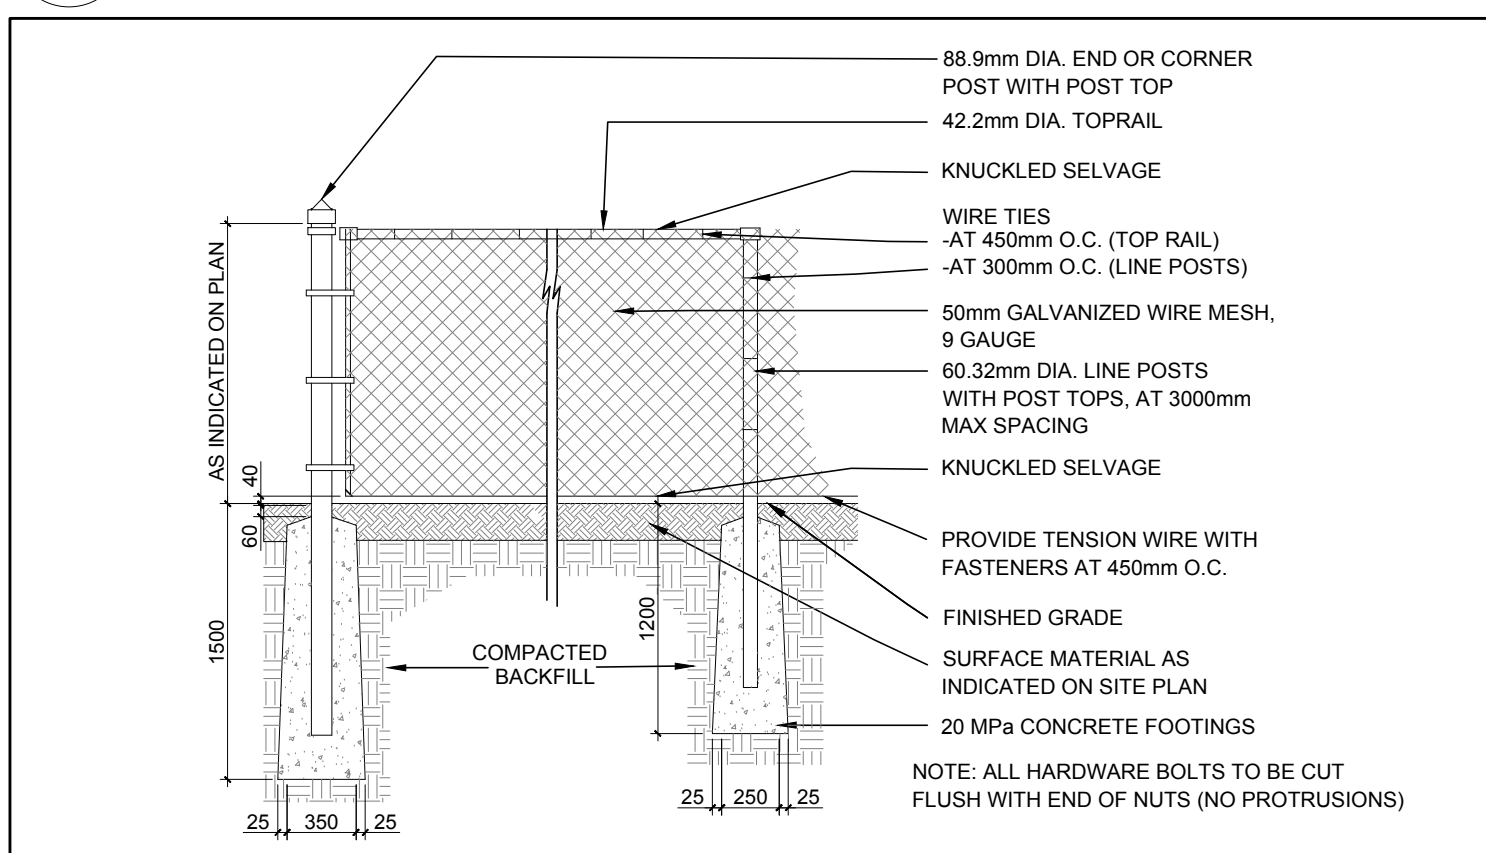 88.9mm DIA. END OR CORNER
POST WITH POST TOP
42.2mm DIA. TOPRAIL
KNUCKLED SELVAGE
WIRE TIES
-AT 450mm O.C. (TOP RAIL)
-AT 300mm O.C. (LINE POSTS)
50mm GALVANIZED WIRE MESH,
9 GAUGE
60.32mm DIA. LINE POSTS
WITH POST TOPS, AT 3000mm
MAX SPACING
KNUCKLED SELVAGE
PROVIDE TENSION WIRE WITH
FASTENERS AT 450mm O.C.
FINISHED GRADE
SURFACE MATERIAL AS
INDICATED ON SITE PLAN
20 MPa CONCRETE FOOTINGS
NOTE: ALL HARDWARE BOLTS TO BE CUT
FLUSH WITH END OF NUTS (NO PROTRUSIONS)
AS INDICATED ON PLAN
40
60
1500
1200
COMPACTED
BACKFILL
25 350 25
25 250 25